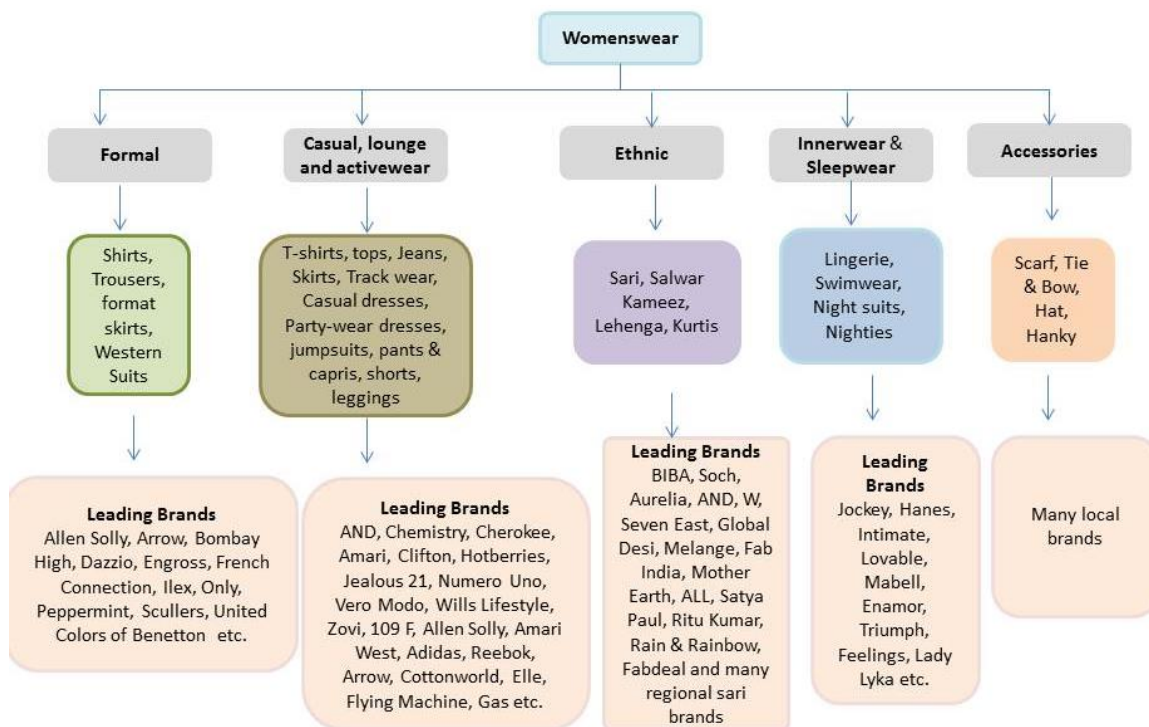 Womenswear
Formal
Casual, lounge
and activewear
Ethnic
Innerwear &
Sleepwear
Accessories
Shirts,
Trousers,
format
skirts,
Western
Suits
T-shirts, tops, Jeans,
Skirts, Track wear,
Casual dresses,
Party-wear dresses,
jumpsuits, pants &
capris, shorts,
leggings
Sari, Salwar
Kameez,
Lehenga, Kurtis
Lingerie,
Swimwear,
Night suits,
Nighties
Scarf, Tie
& Bow,
Hat,
Hanky
Leading Brands
Allen Solly, Arrow, Bombay
High, Dazzio, Engross, French
Connection, Ilex, Only,
Peppermint, Scullers, United
Colors of Benetton etc.
Leading Brands
AND, Chemistry, Cherokee,
Amari, Clifton, Hotberries,
Jealous 21, Numero Uno,
Vero Modo, Wills Lifestyle,
Zovi, 109 F, Allen Solly, Amari
West, Adidas, Reebok,
Arrow, Cottonworld, Elle,
Flying Machine, Gas etc.
Leading Brands
BIBA, Soch,
Aurelia, AND, W,
Seven East, Global
Desi, Melange, Fab
India, Mother
Earth, ALL, Satya
Paul, Ritu Kumar,
Rain & Rainbow,
Fabdeal and many
regional sari
brands
Leading
Brands
Jockey, Hanes,
Intimate,
Lovable,
Mabell,
Enamor,
Triumph,
Feelings, Lady
Lyka etc.
Many local
brands